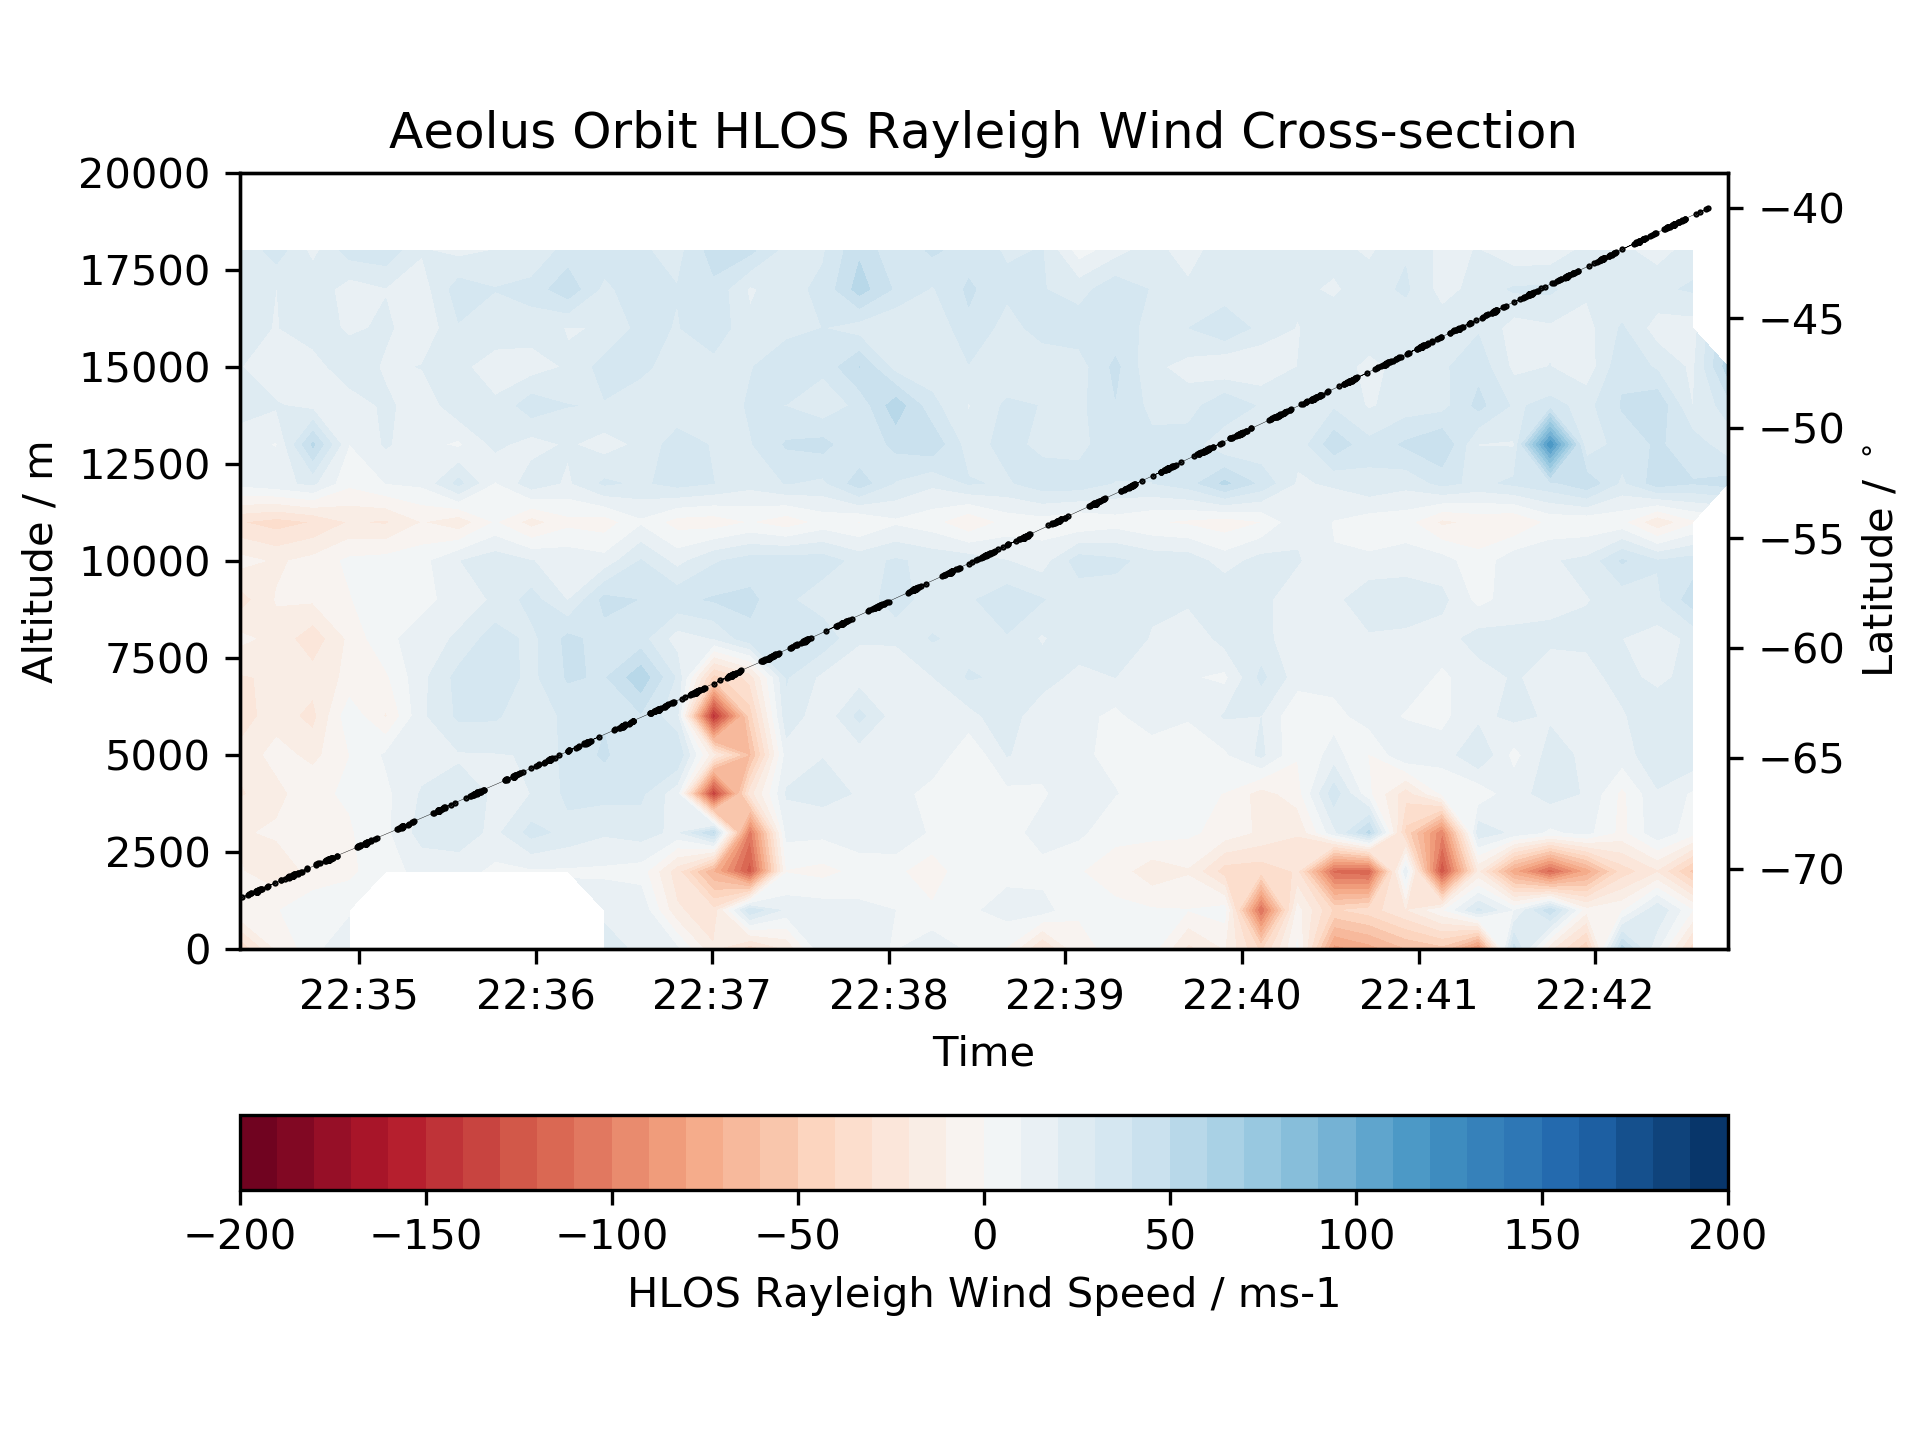 Aeolus Orbit HLOS Rayleigh Wind Cross-section
20000
17500
15000
12500
10000
7500
5000
2500
0
Altitude / m
−40
−45
−50
−55
−60
−65
−70
Latitude / °
22:35 22:36 22:37 22:38 22:39 22:40 22:41 22:42
Time
−200 −150 −100 −50 0 50 100 150 200
HLOS Rayleigh Wind Speed / ms-1